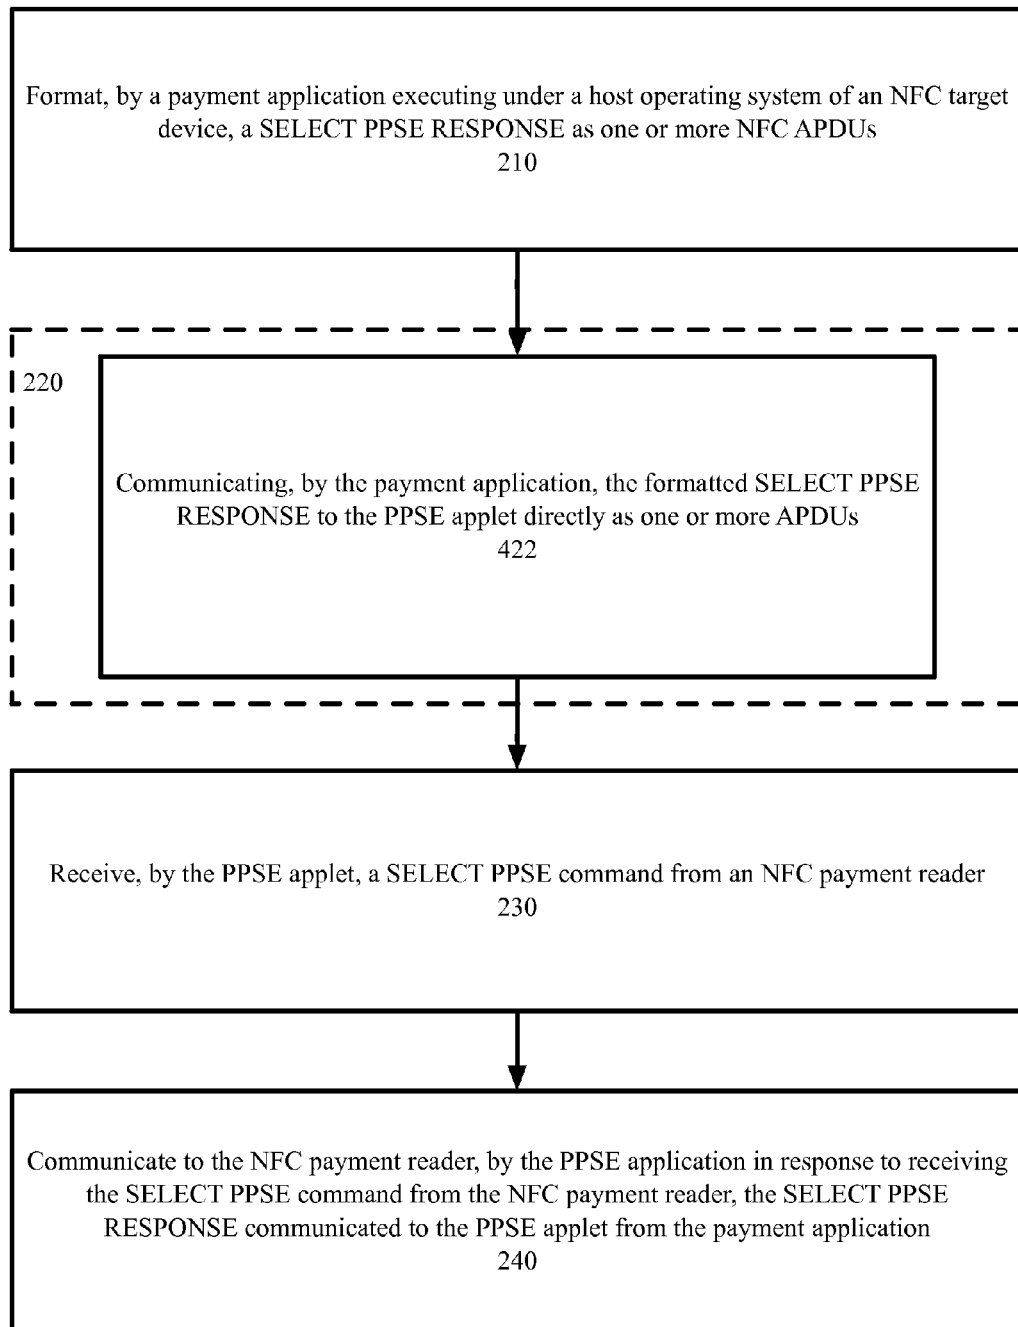 Format, by a payment application executing under a host operating system of an NFC target
device, a SELECT PPSE RESPONSE as one or more NFC APDUs
210
220
Communicating, by the payment application, the formatted SELECT PPSE
RESPONSE to the PPSE applet directly as one or more APDUs
422
Receive, by the PPSE applet, a SELECT PPSE command from an NFC payment reader
230
Communicate to the NFC payment reader, by the PPSE application in response to receiving
the SELECT PPSE command from the NFC payment reader, the SELECT PPSE
RESPONSE communicated to the PPSE applet from the payment application
240